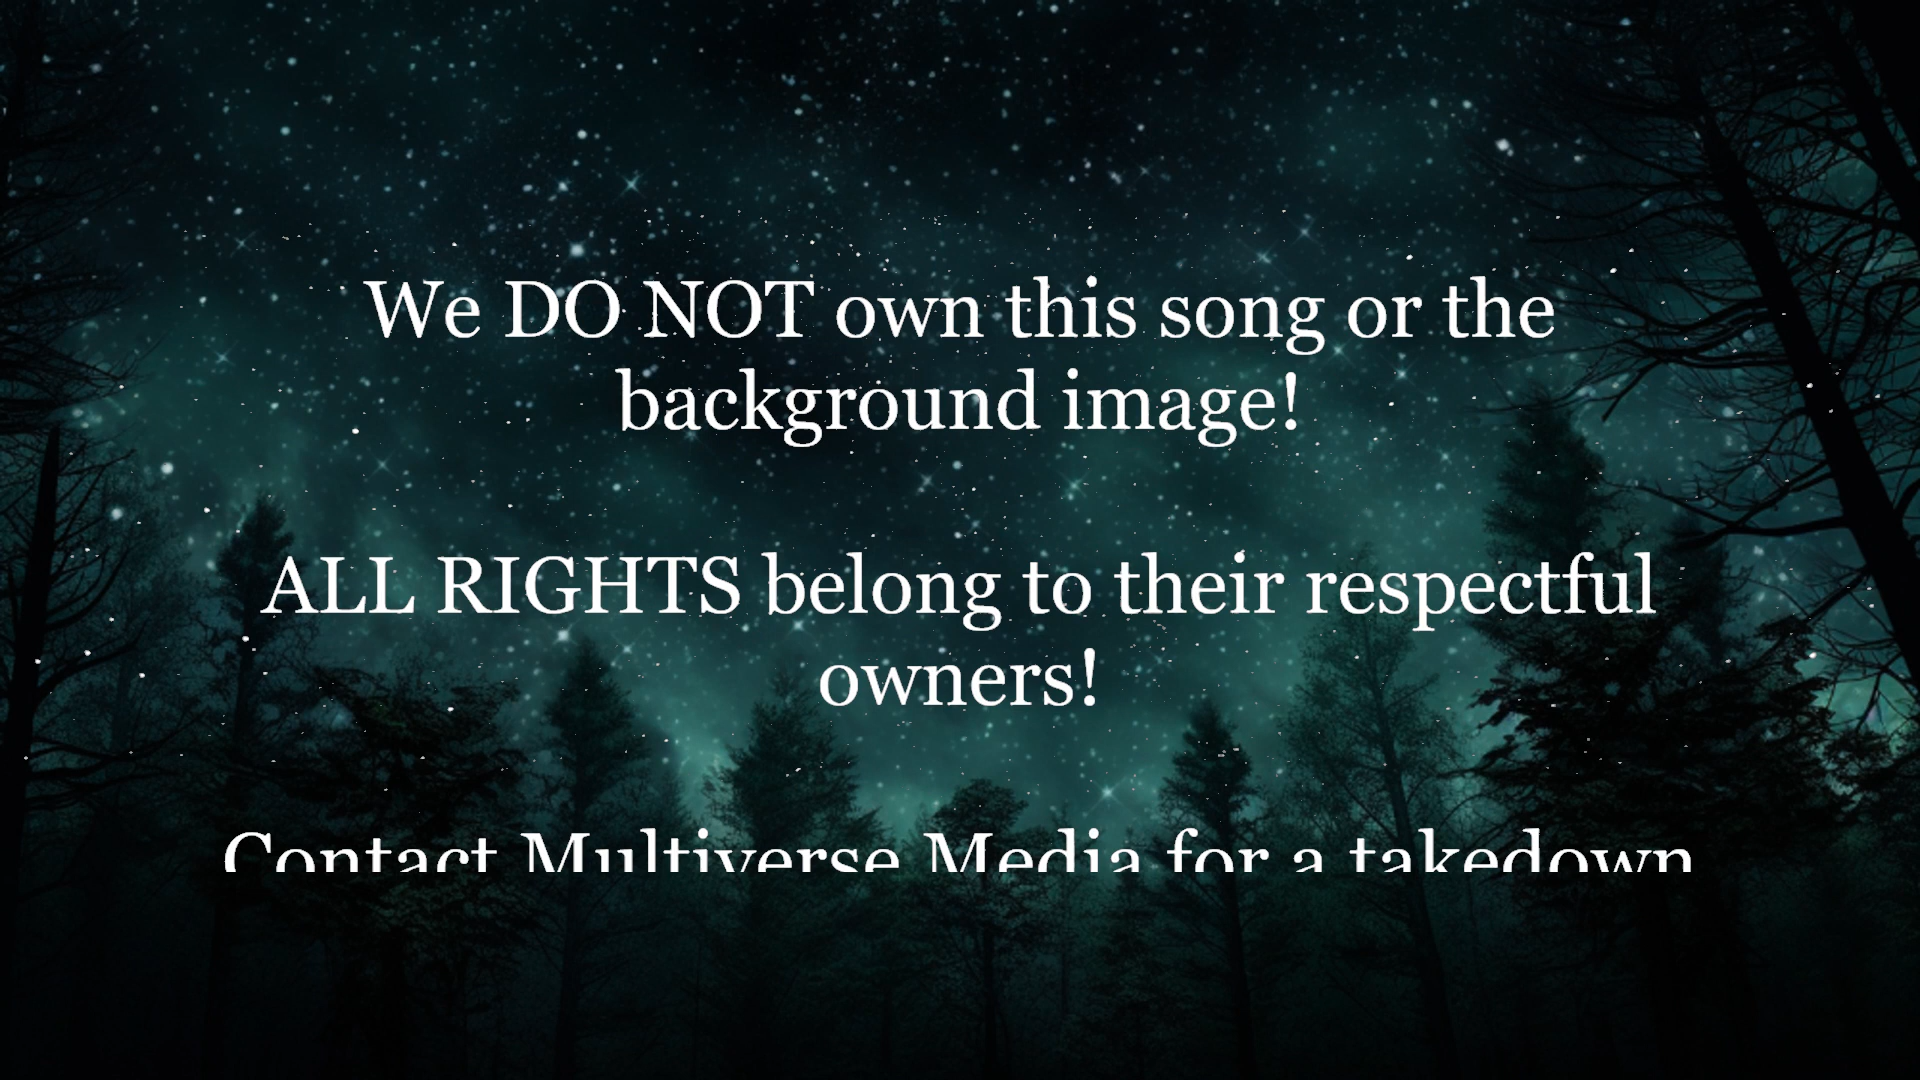 We DO NOT own this song or the
background image!
ALL RIGHTS belong to their respectful
owners!
Contact Multiverse Media for a takedown